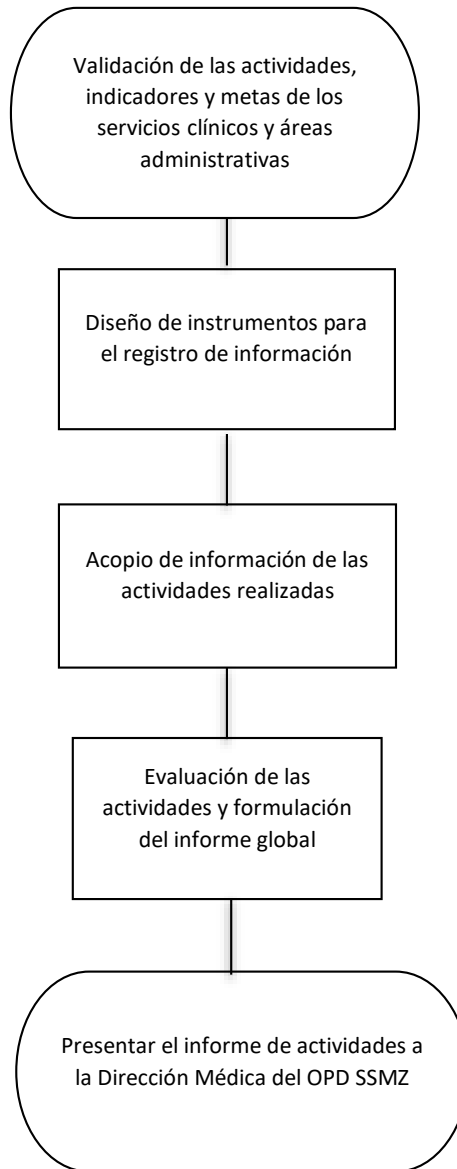 Validación de las actividades,
indicadores y metas de los
servicios clínicos y áreas
administrativas
Diseño de instrumentos para
el registro de información
Acopio de información de las
actividades realizadas
Evaluación de las
actividades y formulación
del informe global
Presentar el informe de actividades a
la Dirección Médica del OPD SSMZ